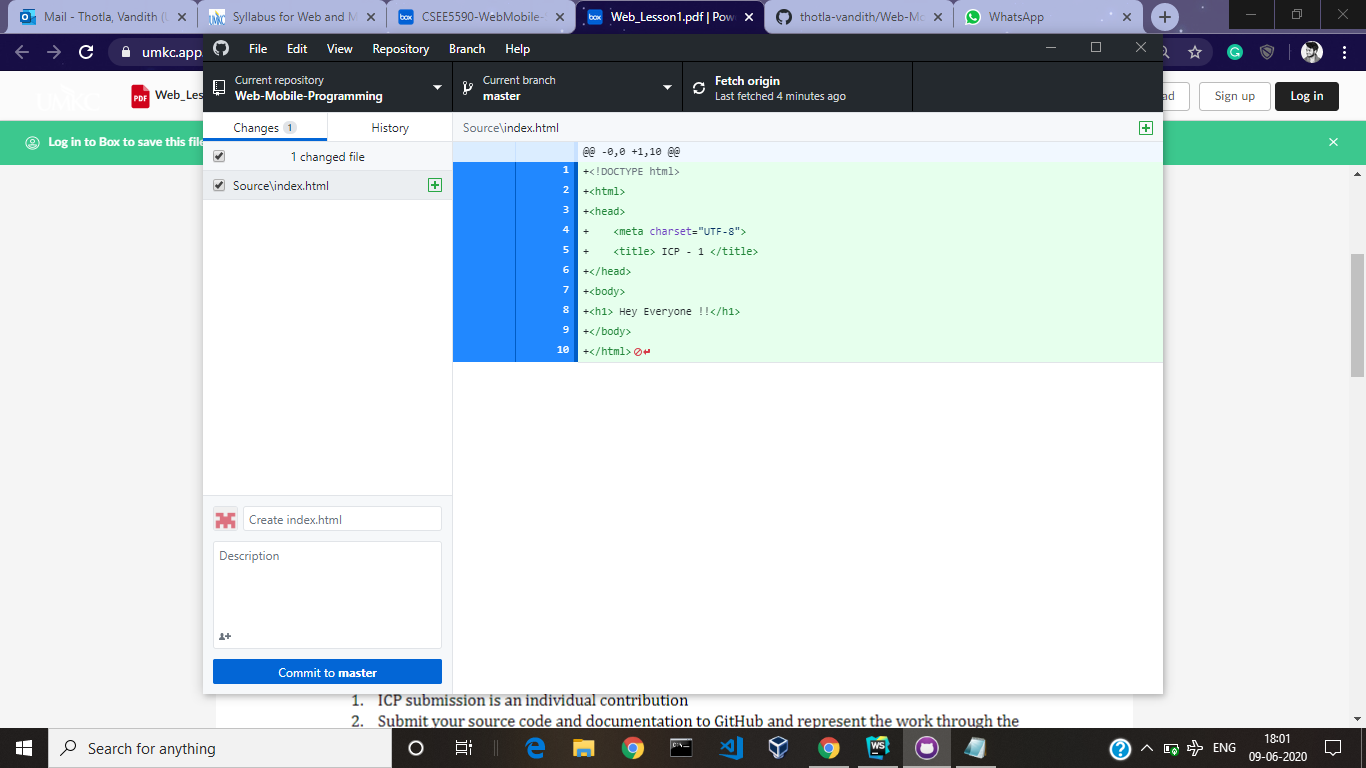 Mail - Thotla, Vandith (U
Syllabus for Web and M
CSEE5590-WebMobile-
Web_Lesson1.pdf | Pow
thotla-vandith/Web-Mo
WhatsApp
umkc.app.
File Edit View Repository Branch Help
Current repository
Web-Mobile-Programming
Current branch
master
Fetch origin
Last fetched 4 minutes ago
UMKC
PDF
Web_Les
ad
Sign up
Log in
Log in to Box to save this file
Changes 1
History
Source\index.html
1 changed file
Source\index.html
@@ -0,0 +1,10 @@
1 +<!DOCTYPE html>
2 +<html>
3 +<head>
4 +    <meta charset="UTF-8">
5 +    <title> ICP - 1 </title>
6 +</head>
7 +<body>
8 +<h1> Hey Everyone !!</h1>
9 +</body>
10 +</html>
Create index.html
Description
Commit to master
1. ICP submission is an individual contribution
2. Submit your source code and documentation to GitHub and represent the work through the
Search for anything
WS
ENG
18:01
09-06-2020